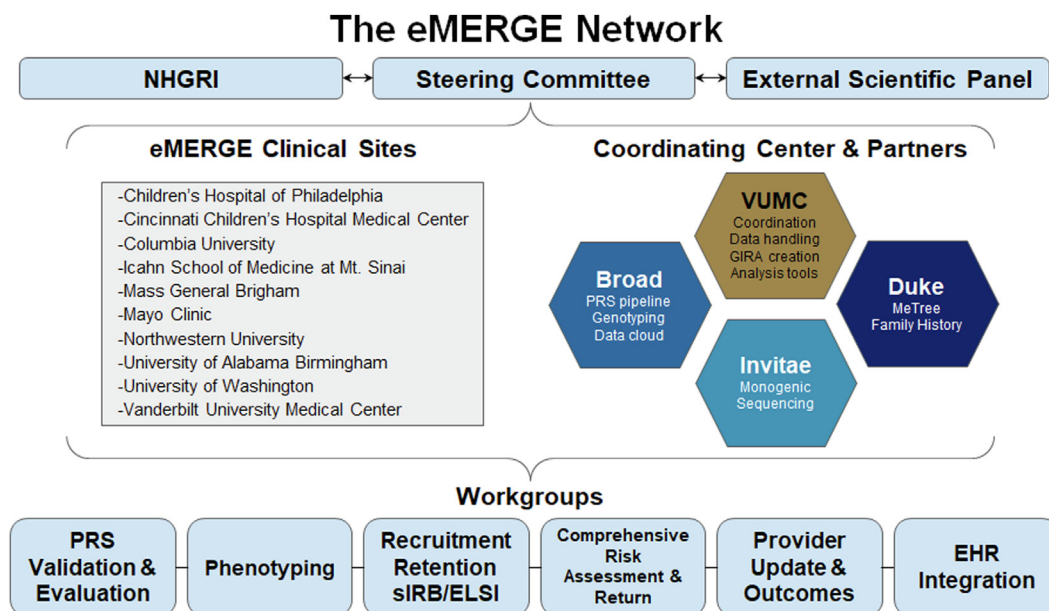 The eMERGE Network
NHGRI
Steering Committee
External Scientific Panel
eMERGE Clinical Sites
-Children's Hospital of Philadelphia
-Cincinnati Children's Hospital Medical Center
-Columbia University
-Icahn School of Medicine at Mt. Sinai
-Mass General Brigham
-Mayo Clinic
-Northwestern University
-University of Alabama Birmingham
-University of Washington
-Vanderbilt University Medical Center
Coordinating Center & Partners
VUMC
Coordination
Data handling
GIRA creation
Analysis tools
Broad
PRS pipeline
Genotyping
Data cloud
Duke
MeTree
Family History
Invitae
Monogenic
Sequencing
Workgroups
PRS
Validation &
Evaluation
Phenotyping
Recruitment
Retention
sIRB/ELSI
Comprehensive
Risk
Assessment &
Return
Provider
Update &
Outcomes
EHR
Integration